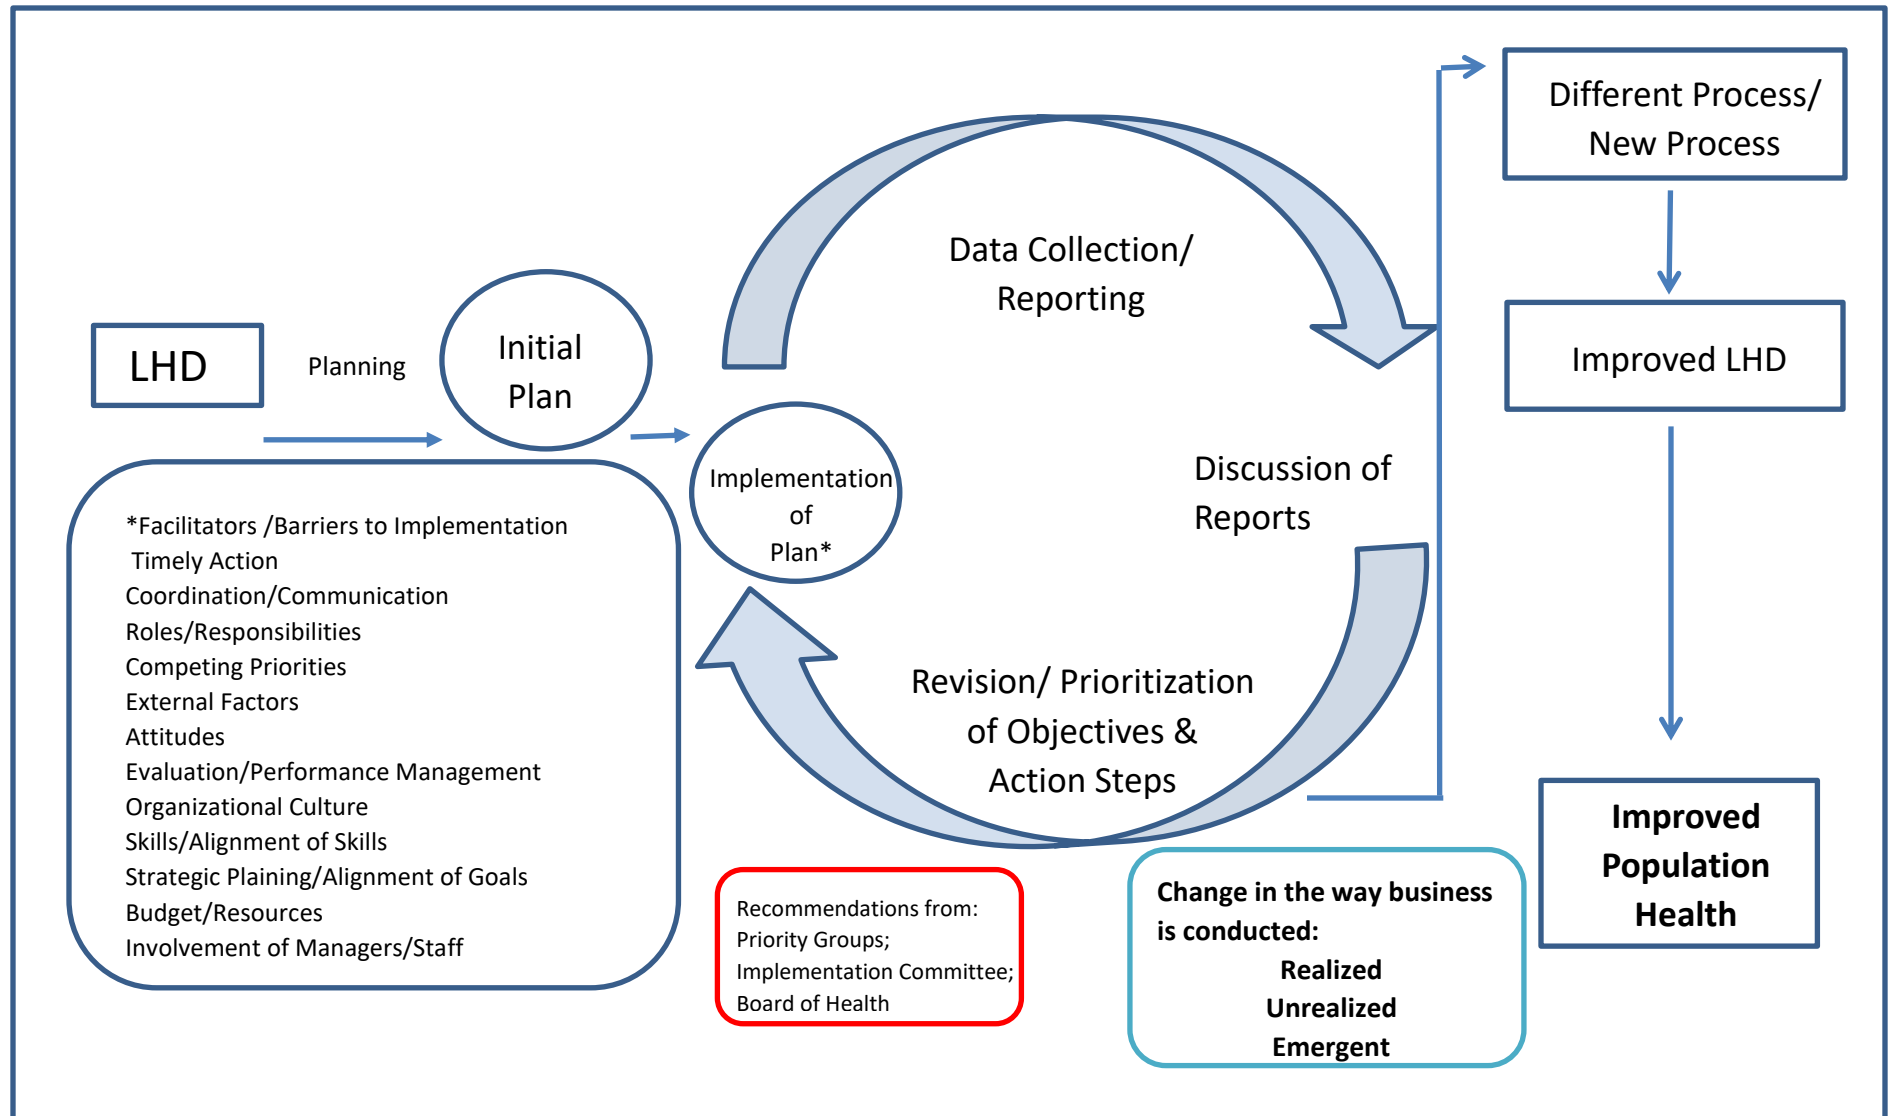 LHD
Planning
Initial
Plan
Implementation
of
Plan*
Data Collection/
Reporting
Discussion of
Reports
Revision/ Prioritization
of Objectives &
Action Steps
Different Process/
New Process
Improved LHD
Improved
Population
Health
*Facilitators /Barriers to Implementation
Timely Action
Coordination/Communication
Roles/Responsibilities
Competing Priorities
External Factors
Attitudes
Evaluation/Performance Management
Organizational Culture
Skills/Alignment of Skills
Strategic Plaining/Alignment of Goals
Budget/Resources
Involvement of Managers/Staff
Recommendations from:
Priority Groups;
Implementation Committee;
Board of Health
Change in the way business
is conducted:
Realized
Unrealized
Emergent